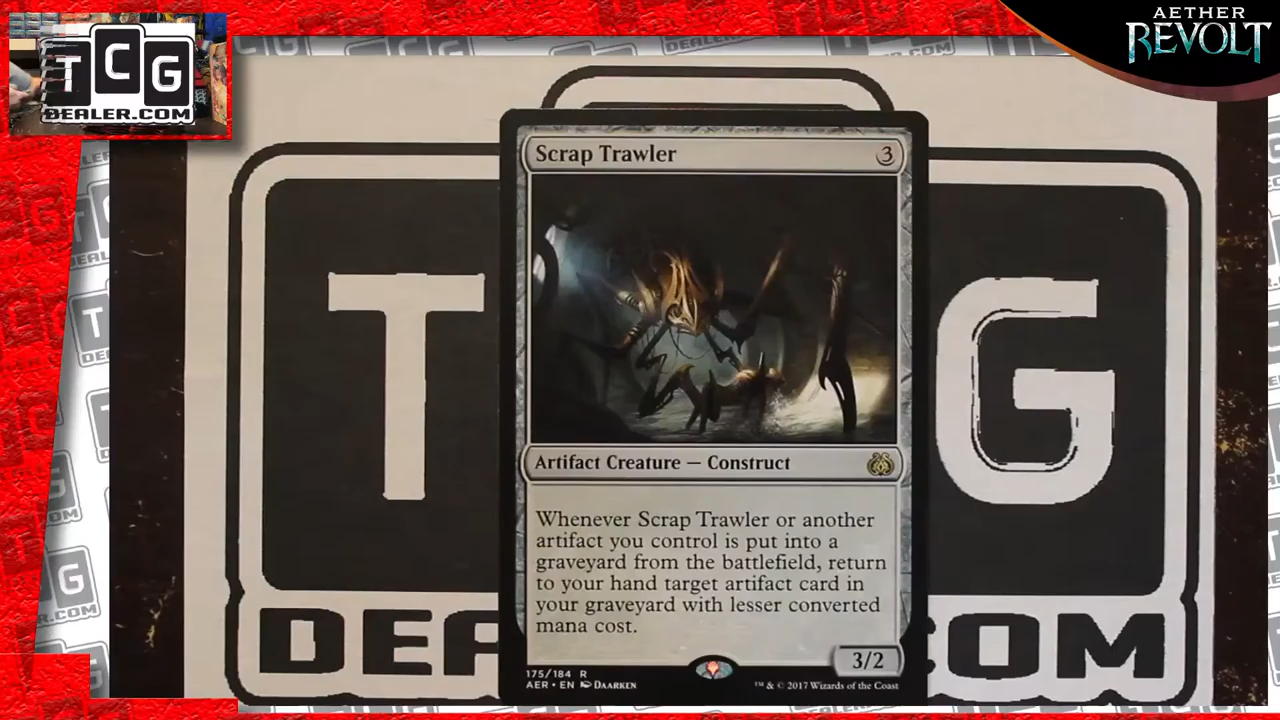 TCG
DEALER.COM
AETHER
REVOLT
Scrap Trawler 3
T G
Artifact Creature — Construct
Whenever Scrap Trawler or another
artifact you control is put into a
graveyard from the battlefield, return
to your hand target artifact card in
your graveyard with lesser converted
mana cost.
3/2
175/184 R
AER • EN DAARKEN
™ & © 2017 Wizards of the Coast
DEA
COM